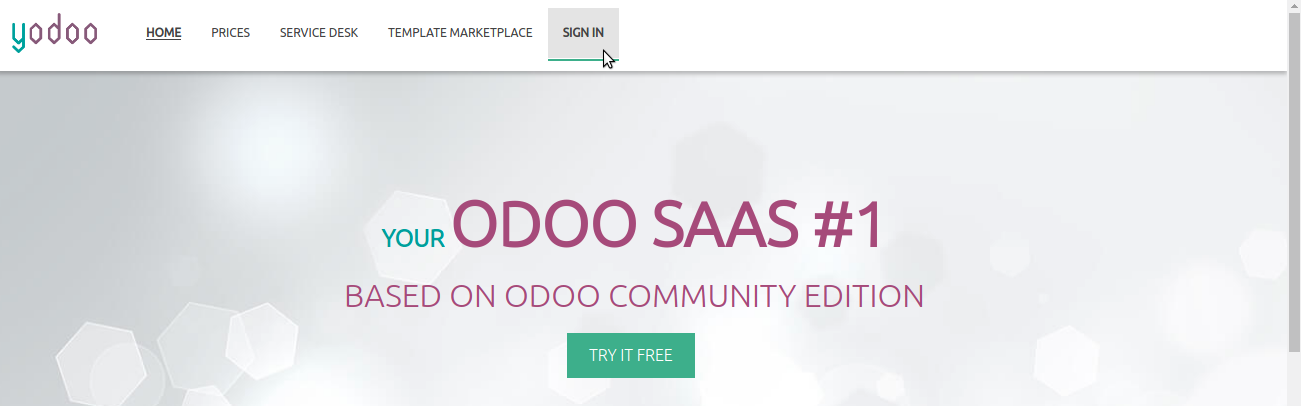 yodoo
HOME PRICES SERVICE DESK TEMPLATE MARKETPLACE SIGN IN
YOUR ODOO SAAS #1
BASED ON ODOO COMMUNITY EDITION
TRY IT FREE